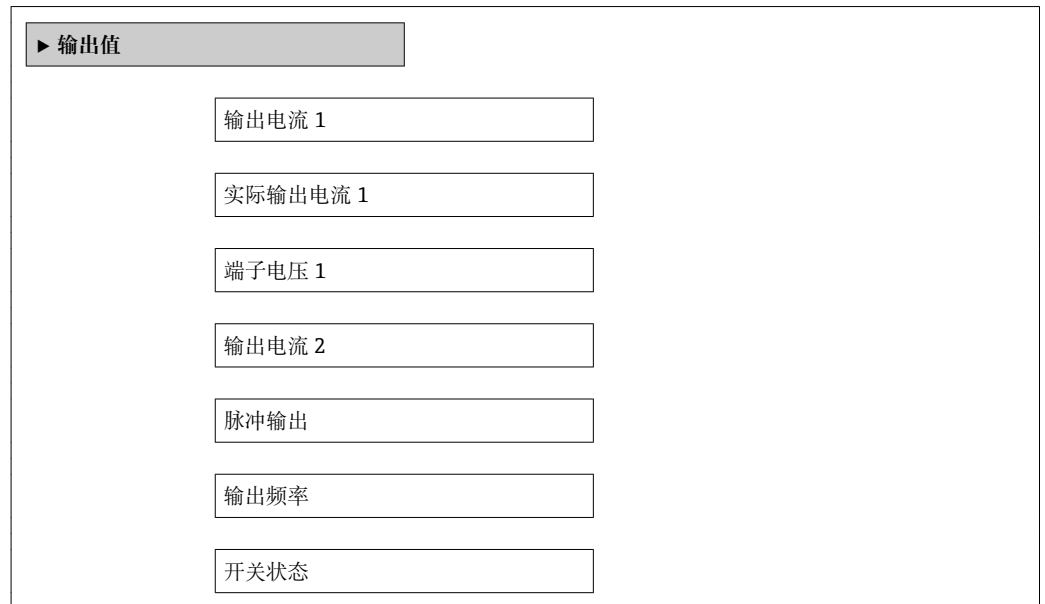 ▶ 输出值
输出电流 1
实际输出电流 1
端子电压 1
输出电流 2
脉冲输出
输出频率
开关状态